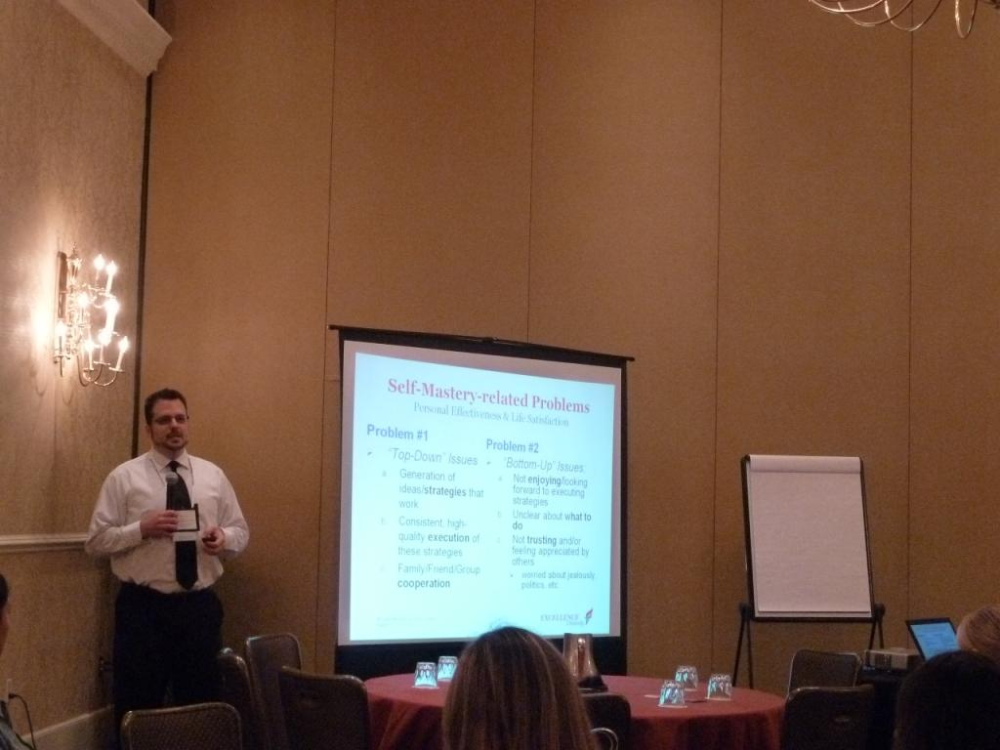 Self-Mastery-related Problems
Personal Effectiveness & Life Satisfaction
Problem #1
"Top-Down" Issues
a. Generation of
ideas/strategies that
work
b. Consistent, high-
quality execution of
these strategies
c. Family/Friend/Group
cooperation
Problem #2
"Bottom-Up" Issues:
a. Not enjoying/looking
forward to executing
strategies
b. Unclear about what to
do
c. Not trusting and/or
feeling appreciated by
others
worried about jealousy,
politics, etc.
EXCELLENCE